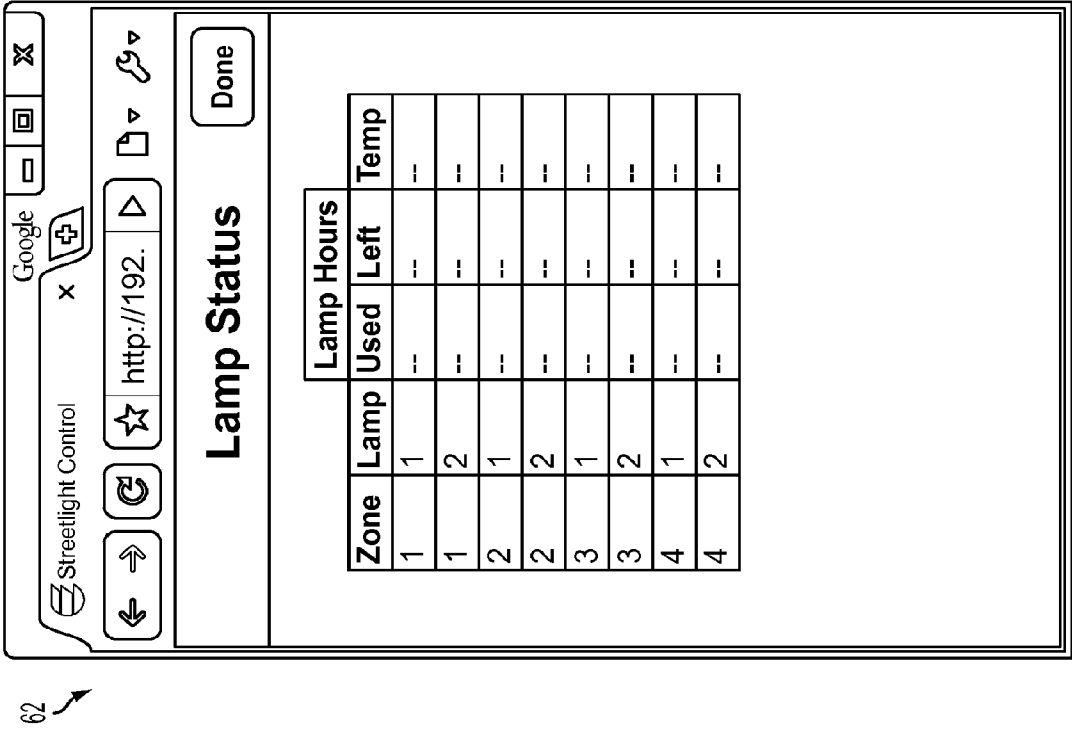 62
Google
Streetlight Control x
http://192.
Lamp Status
Done
Lamp Hours
Zone Lamp Used Left Temp
1 1 -- -- --
1 2 -- -- --
2 1 -- -- --
2 2 -- -- --
3 1 -- -- --
3 2 -- -- --
4 1 -- -- --
4 2 -- -- --